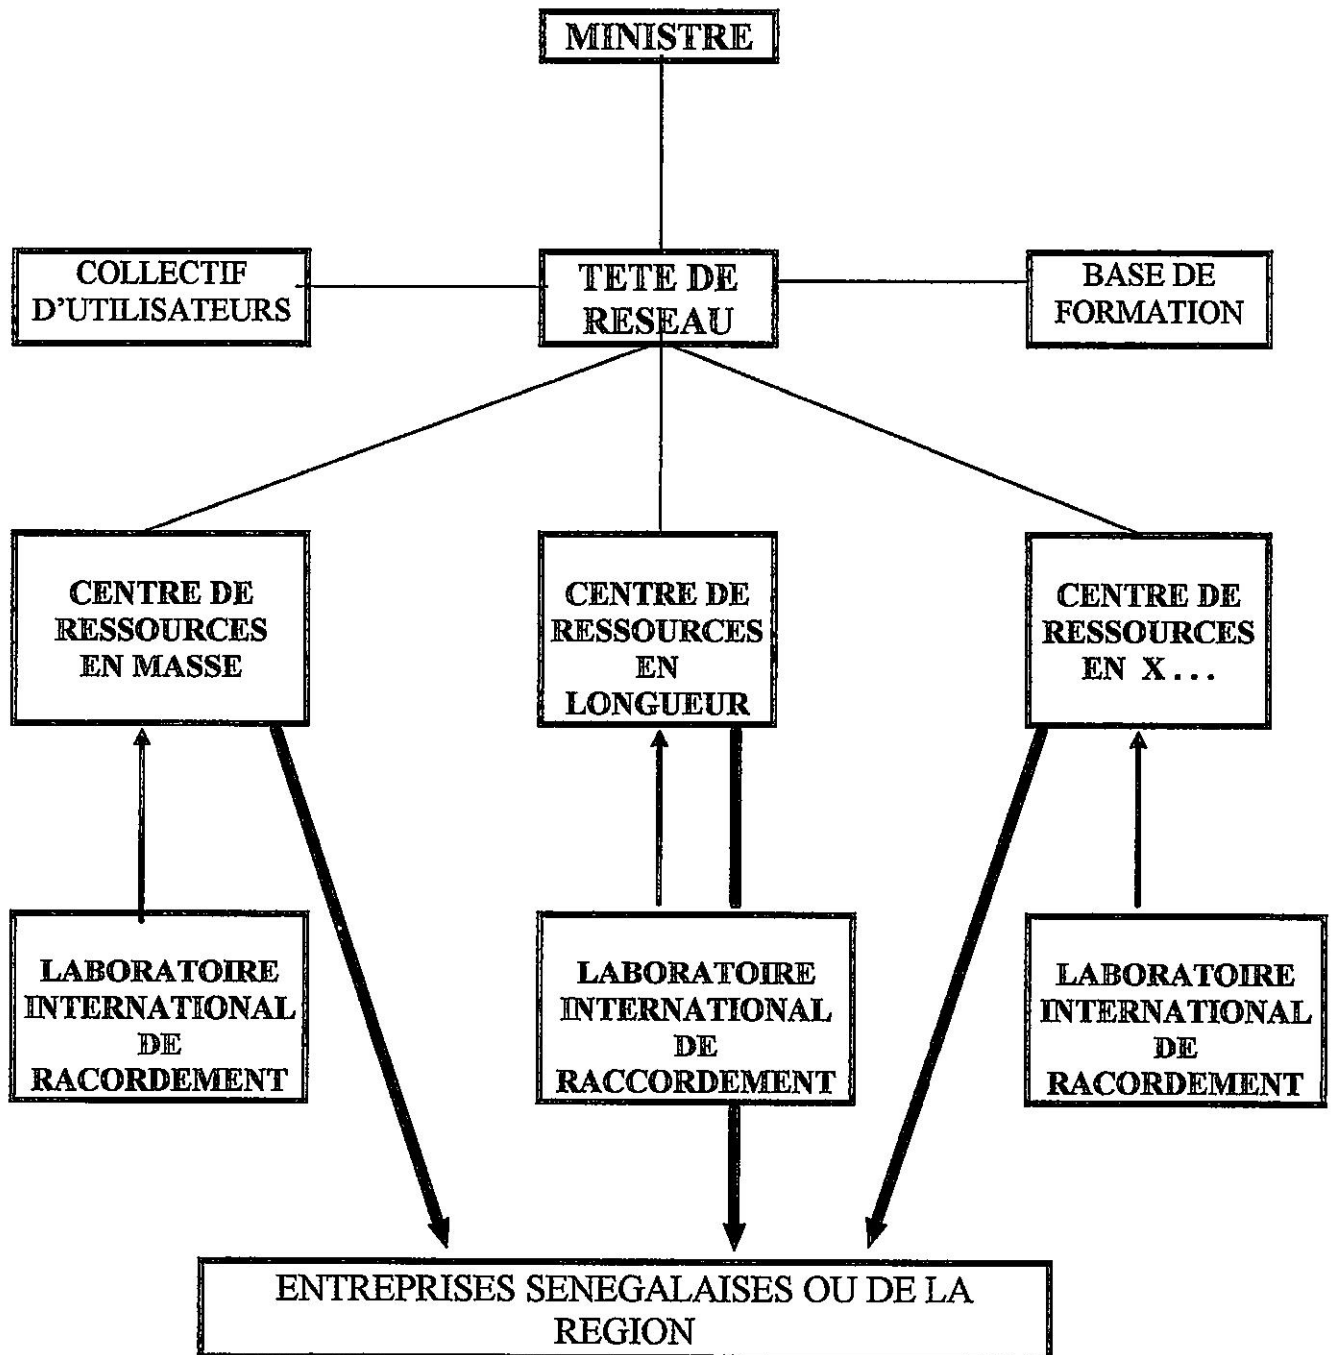 MINISTRE
COLLECTIF
D'UTILISATEURS
TETE DE
RESEAU
BASE DE
FORMATION
CENTRE DE
RESSOURCES
EN MASSE
CENTRE DE
RESSOURCES
EN
LONGUEUR
CENTRE DE
RESSOURCES
EN X...
LABORATOIRE
INTERNATIONAL
DE
RACORDEMENT
LABORATOIRE
INTERNATIONAL
DE
RACCORDEMENT
LABORATOIRE
INTERNATIONAL
DE
RACORDEMENT
ENTREPRISES SENEGALAISES OU DE LA
REGION